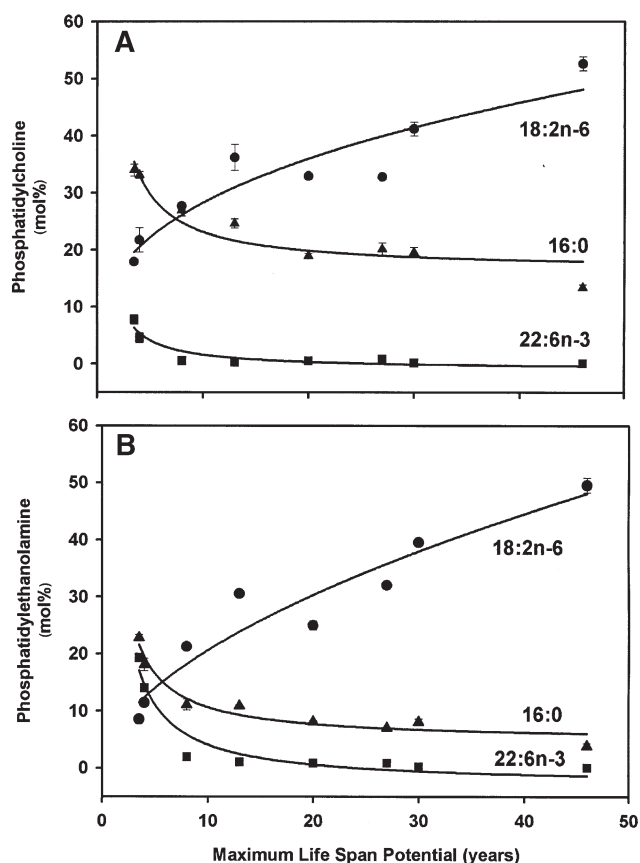 A
60
50
40
30
20
10
0
Phosphatidylcholine
(mol%)
18:2n-6
16:0
22:6n-3
B
60
50
40
30
20
10
0
Phosphatidylethanolamine
(mol%)
18:2n-6
16:0
22:6n-3
0 10 20 30 40 50
Maximum Life Span Potential (years)